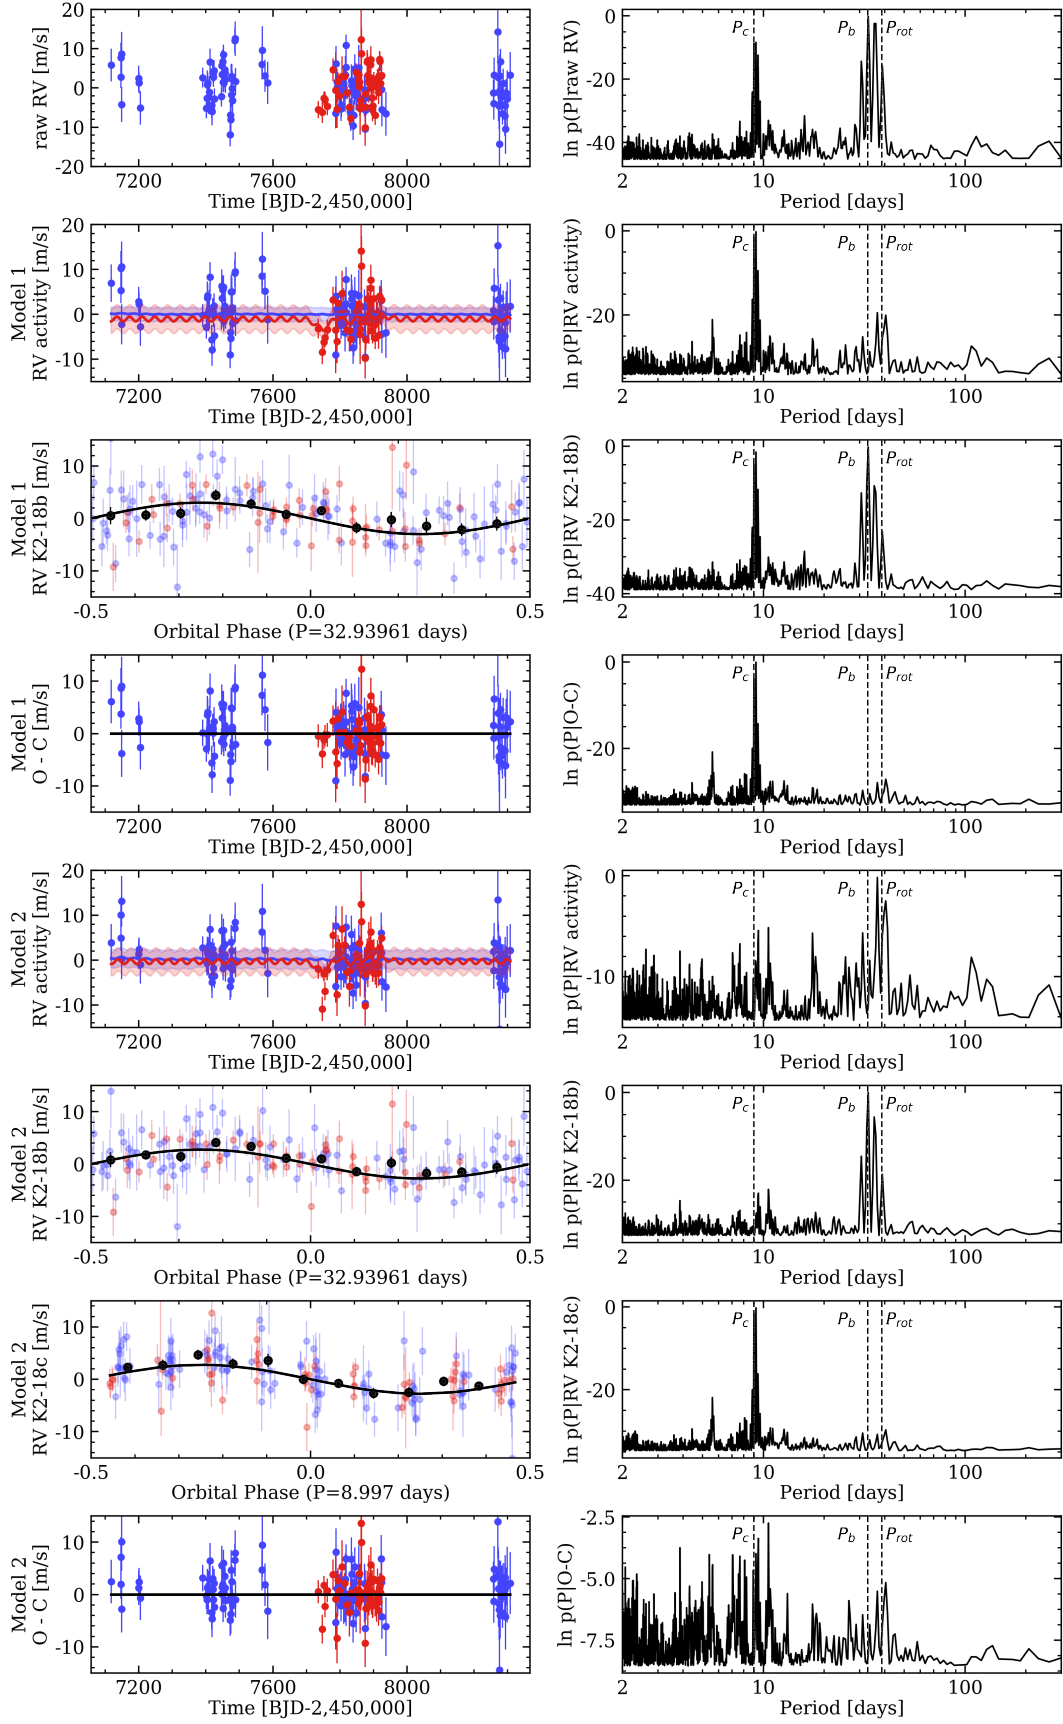 20
10
0
-10
-20
raw RV [m/s]
7200 7600 8000
Time [BJD-2,450,000]
0
-20
-40
ln p(P|raw RV)
P_c P_b P_rot
2 10 100
Period [days]
20
10
0
-10
Model 1
RV activity [m/s]
7200 7600 8000
Time [BJD-2,450,000]
0
-20
ln p(P|RV activity)
P_c P_b P_rot
2 10 100
Period [days]
10
0
-10
Model 1
RV K2-18b [m/s]
-0.5 0.0 0.5
Orbital Phase (P=32.93961 days)
0
-20
-40
ln p(P|RV K2-18b)
P_c P_b P_rot
2 10 100
Period [days]
10
0
-10
Model 1
O - C [m/s]
7200 7600 8000
Time [BJD-2,450,000]
0
-20
ln p(P|O-C)
P_c P_b P_rot
2 10 100
Period [days]
20
10
0
-10
Model 2
RV activity [m/s]
7200 7600 8000
Time [BJD-2,450,000]
0
-10
ln p(P|RV activity)
P_c P_b P_rot
2 10 100
Period [days]
10
0
-10
Model 2
RV K2-18b [m/s]
-0.5 0.0 0.5
Orbital Phase (P=32.93961 days)
0
-20
ln p(P|RV K2-18b)
P_c P_b P_rot
2 10 100
Period [days]
10
0
-10
Model 2
RV K2-18c [m/s]
-0.5 0.0 0.5
Orbital Phase (P=8.997 days)
0
-20
ln p(P|RV K2-18c)
P_c P_b P_rot
2 10 100
Period [days]
10
0
-10
Model 2
O - C [m/s]
7200 7600 8000
Time [BJD-2,450,000]
-2.5
-5.0
-7.5
ln p(P|O-C)
P_c P_b P_rot
2 10 100
Period [days]